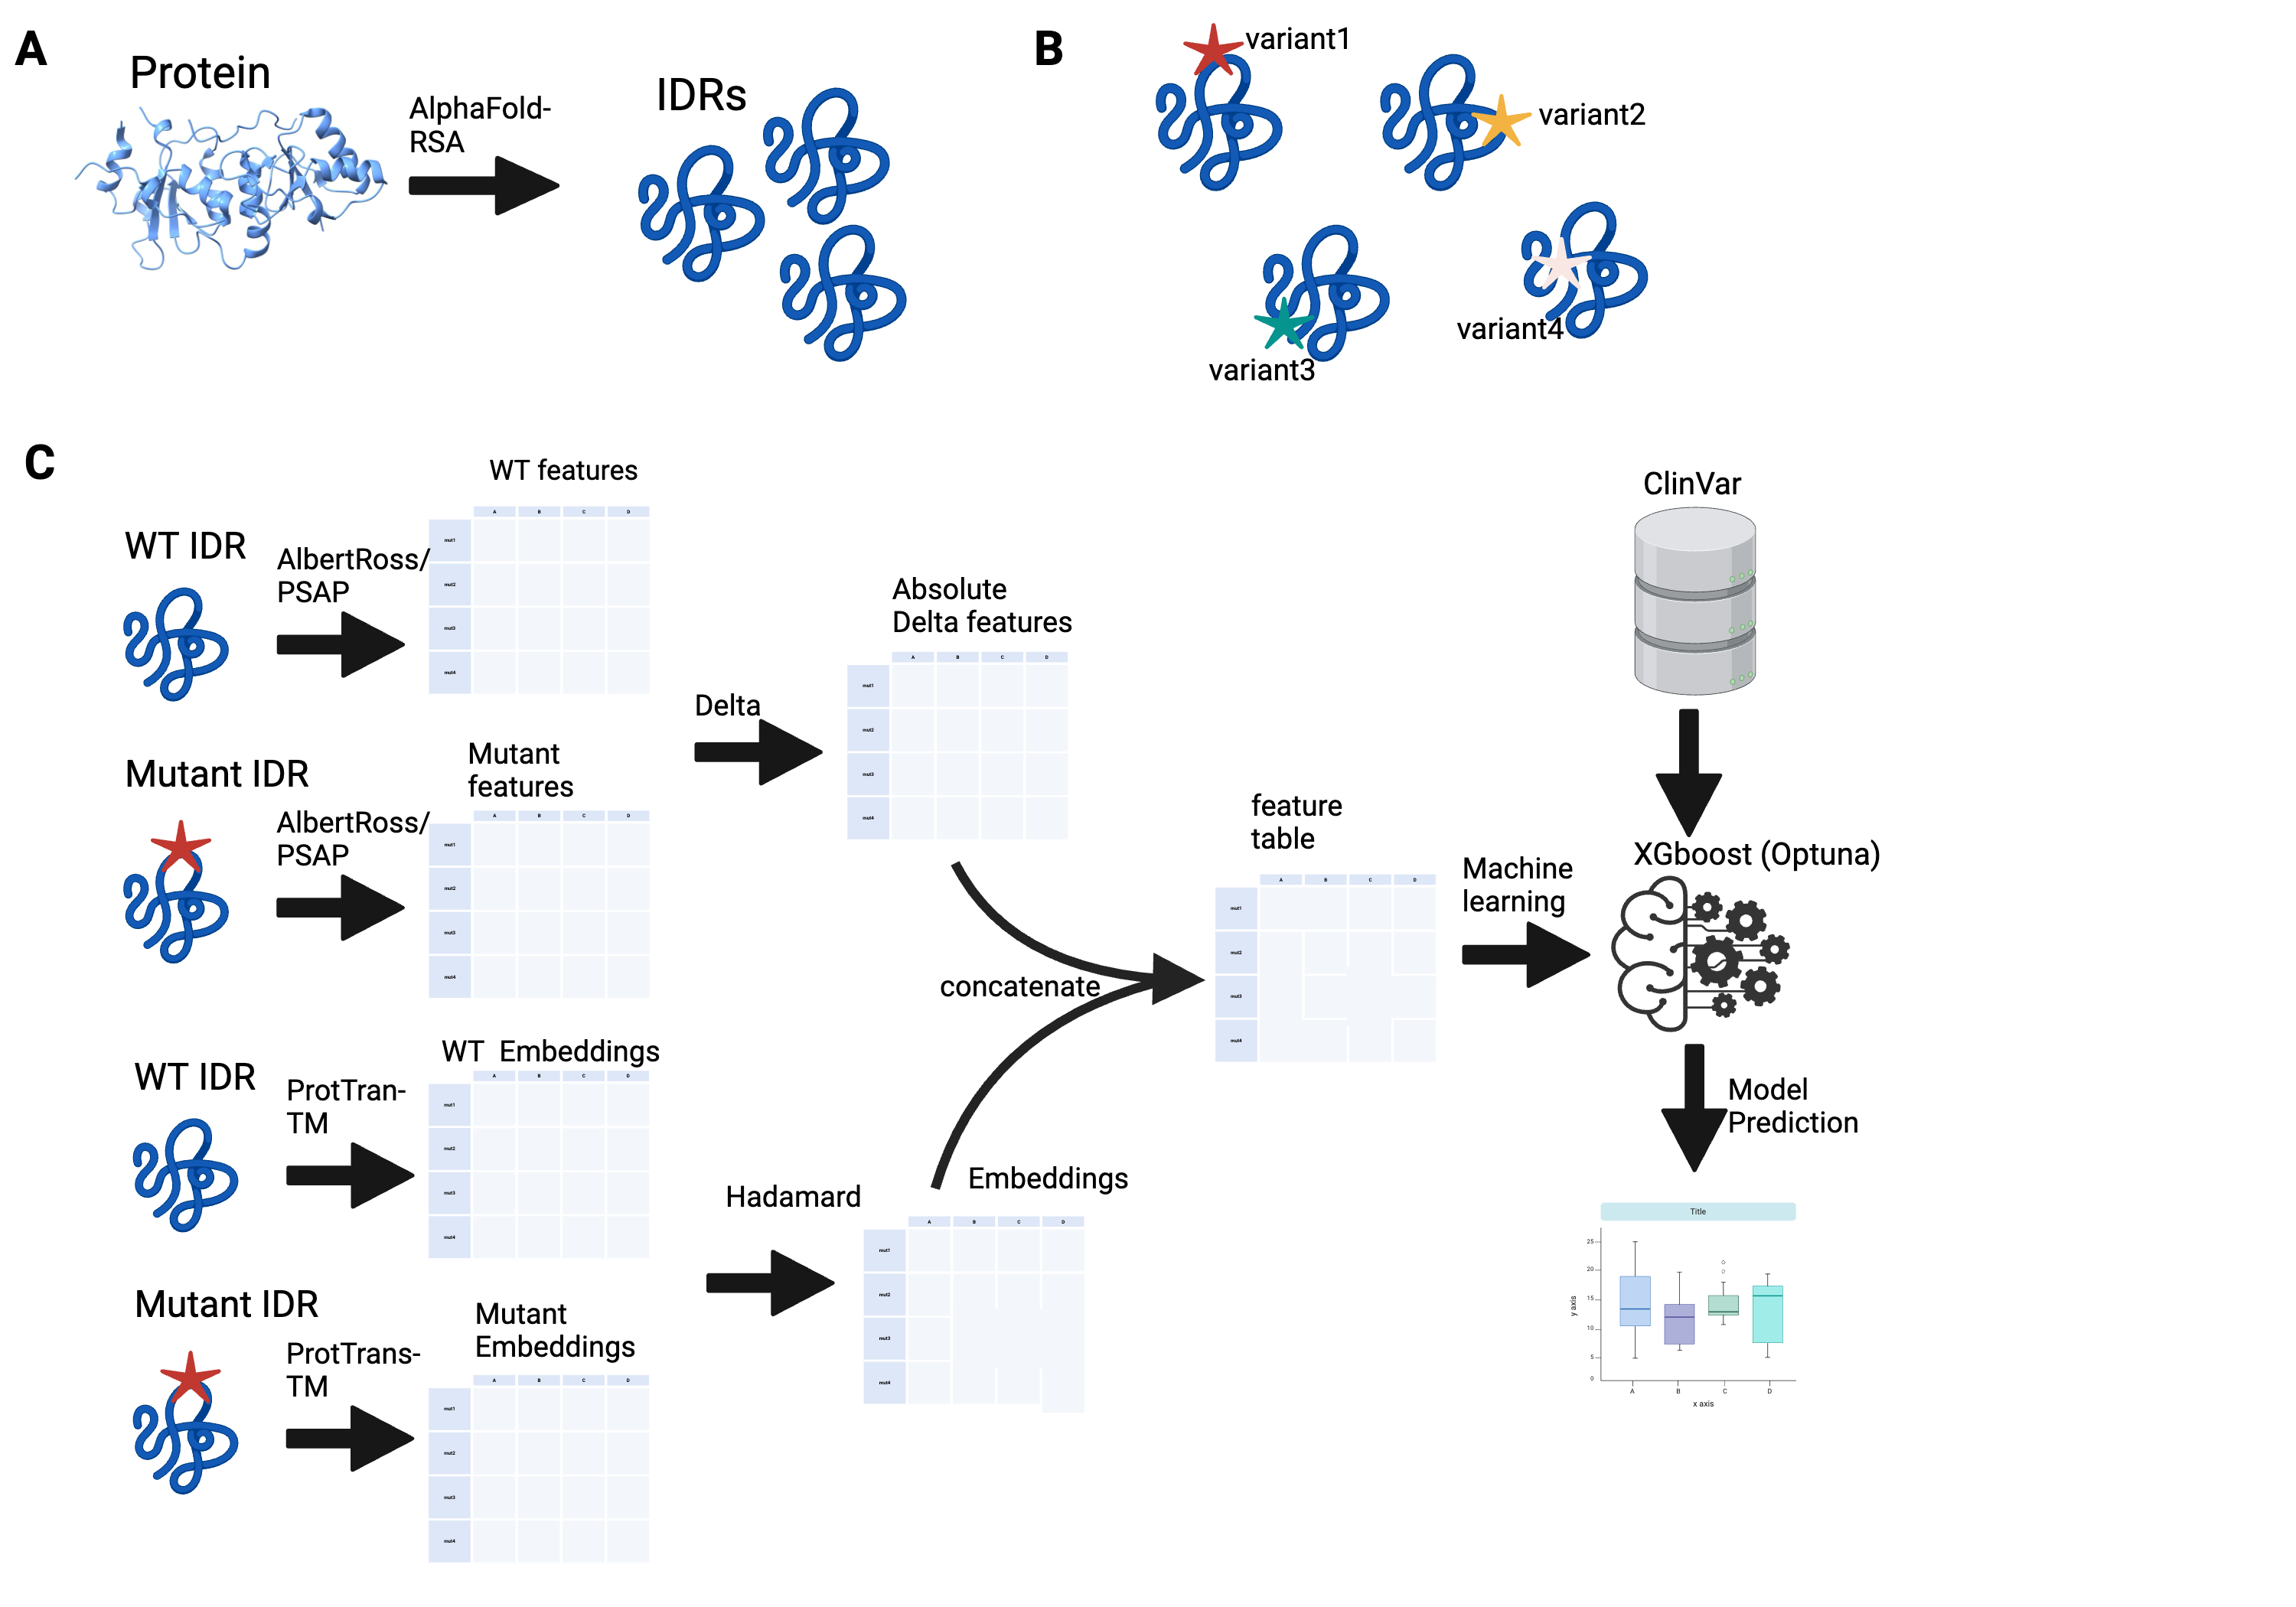 A
Protein
AlphaFold-
RSA
IDRs
B
variant1
variant2
variant3
variant4
C
WT features
A B C D
mut1
mut2
mut3
mut4
WT IDR
AlbertRoss/
PSAP
Mutant IDR
AlbertRoss/
PSAP
Mutant
features
A B C D
mut1
mut2
mut3
mut4
Delta
Absolute
Delta features
A B C D
mut1
mut2
mut3
mut4
WT IDR
ProtTran-
TM
WT Embeddings
A B C D
mut1
mut2
mut3
mut4
Mutant IDR
ProtTrans-
TM
Mutant
Embeddings
A B C D
mut1
mut2
mut3
mut4
Hadamard
Embeddings
A B C D
mut1
mut2
mut3
mut4
concatenate
feature
table
A B C D
mut1
mut2
mut3
mut4
Machine
learning
ClinVar
XGboost (Optuna)
Model
Prediction
Title
y axis
25
20
15
10
5
0
A B C D
x axis